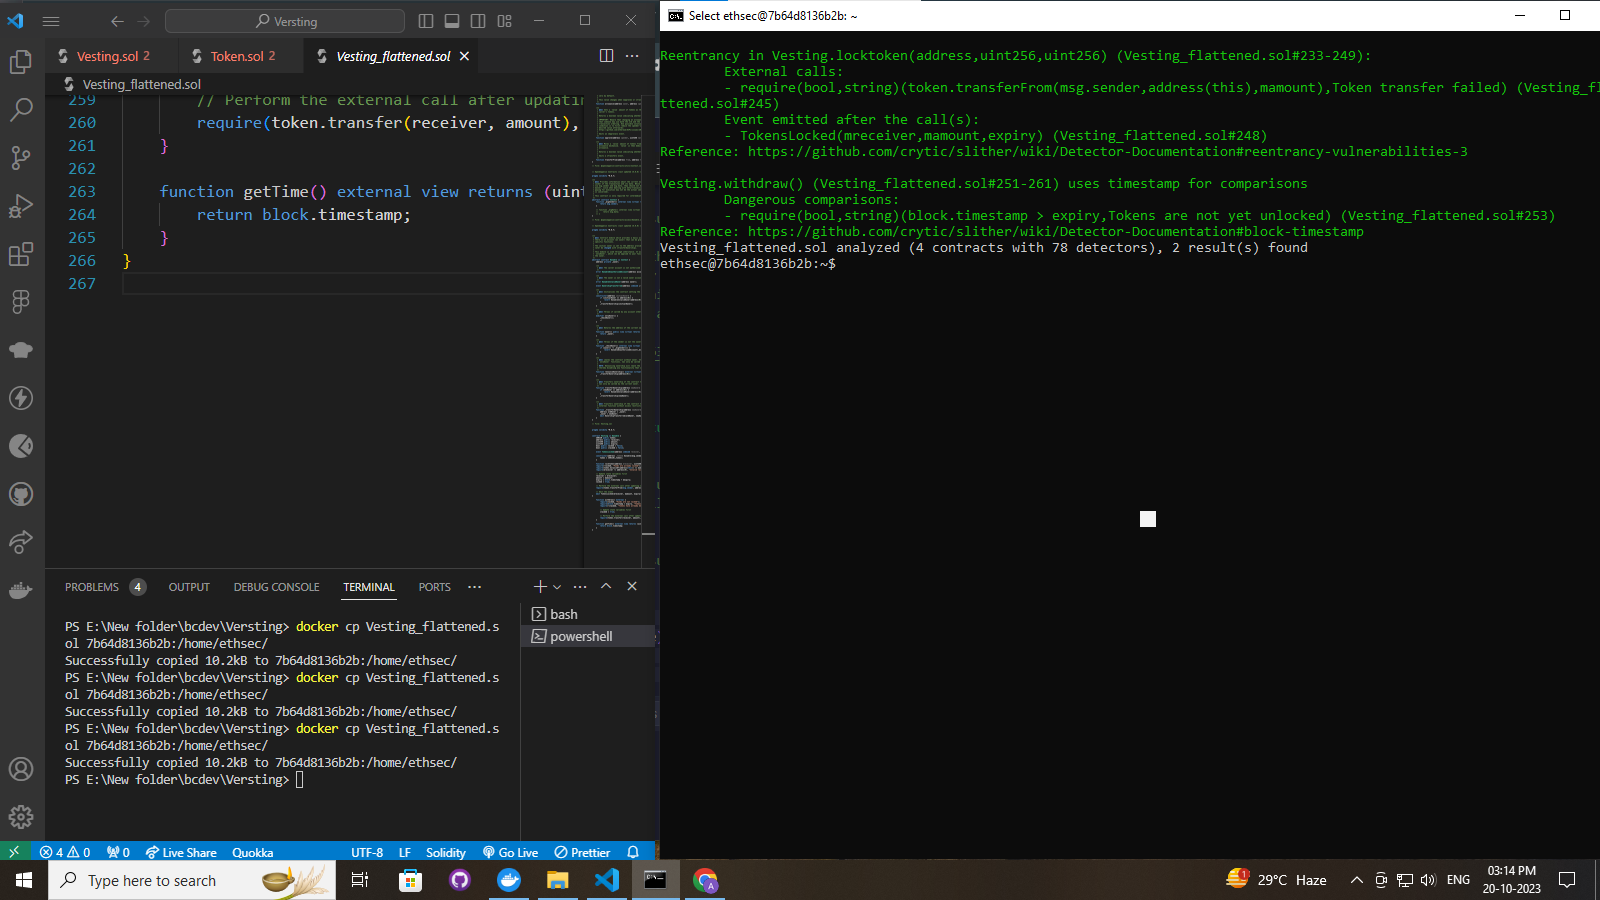 Versting
Vesting.sol 2
Token.sol 2
Vesting_flattened.sol
Vesting_flattened.sol
259 // Perform the external call after updatin
260 require(token.transfer(receiver, amount),
261 }
262
263 function getTime() external view returns (uin
264 return block.timestamp;
265 }
266 }
267
PROBLEMS 4 OUTPUT DEBUG CONSOLE TERMINAL PORTS
bash
powershell
PS E:\New folder\bcdev\Versting> docker cp Vesting_flattened.s
ol 7b64d8136b2b:/home/ethsec/
Successfully copied 10.2kB to 7b64d8136b2b:/home/ethsec/
PS E:\New folder\bcdev\Versting> docker cp Vesting_flattened.s
ol 7b64d8136b2b:/home/ethsec/
Successfully copied 10.2kB to 7b64d8136b2b:/home/ethsec/
PS E:\New folder\bcdev\Versting> docker cp Vesting_flattened.s
ol 7b64d8136b2b:/home/ethsec/
Successfully copied 10.2kB to 7b64d8136b2b:/home/ethsec/
PS E:\New folder\bcdev\Versting>
4 0 0 Live Share Quokka UTF-8 LF Solidity Go Live Prettier
Select ethsec@7b64d8136b2b: ~
Reentrancy in Vesting.locktoken(address,uint256,uint256) (Vesting_flattened.sol#233-249):
External calls:
- require(bool,string)(token.transferFrom(msg.sender,address(this),mamount),Token transfer failed) (Vesting_fl
ttened.sol#245)
Event emitted after the call(s):
- TokensLocked(mreceiver,mamount,expiry) (Vesting_flattened.sol#248)
Reference: https://github.com/crytic/slither/wiki/Detector-Documentation#reentrancy-vulnerabilities-3
Vesting.withdraw() (Vesting_flattened.sol#251-261) uses timestamp for comparisons
Dangerous comparisons:
- require(bool,string)(block.timestamp > expiry,Tokens are not yet unlocked) (Vesting_flattened.sol#253)
Reference: https://github.com/crytic/slither/wiki/Detector-Documentation#block-timestamp
Vesting_flattened.sol analyzed (4 contracts with 78 detectors), 2 result(s) found
ethsec@7b64d8136b2b:~$
Type here to search
1
29°C Haze
ENG
03:14 PM
20-10-2023